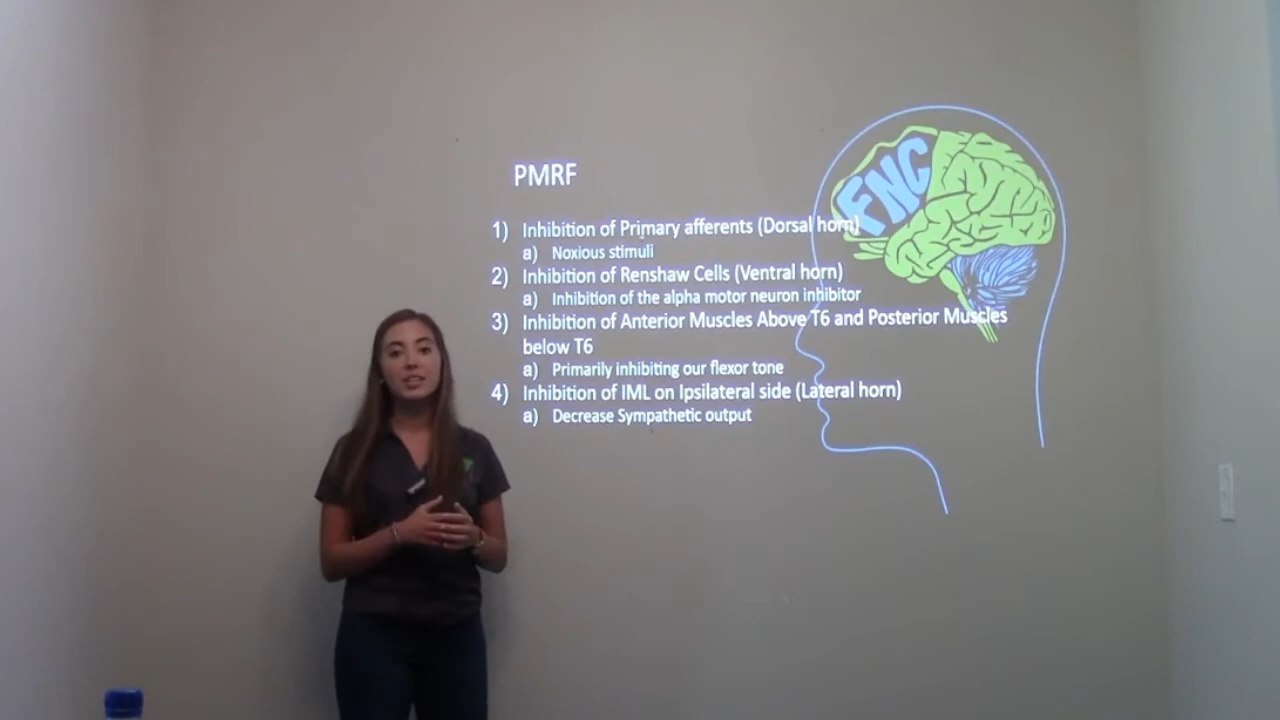 PMRF
FNC
1) Inhibition of Primary afferents (Dorsal horn)
a) Noxious stimuli
2) Inhibition of Renshaw Cells (Ventral horn)
a) Inhibition of the alpha motor neuron inhibitor
3) Inhibition of Anterior Muscles Above T6 and Posterior Muscles
below T6
a) Primarily inhibiting our flexor tone
4) Inhibition of IML on Ipsilateral side (Lateral horn)
a) Decrease Sympathetic output